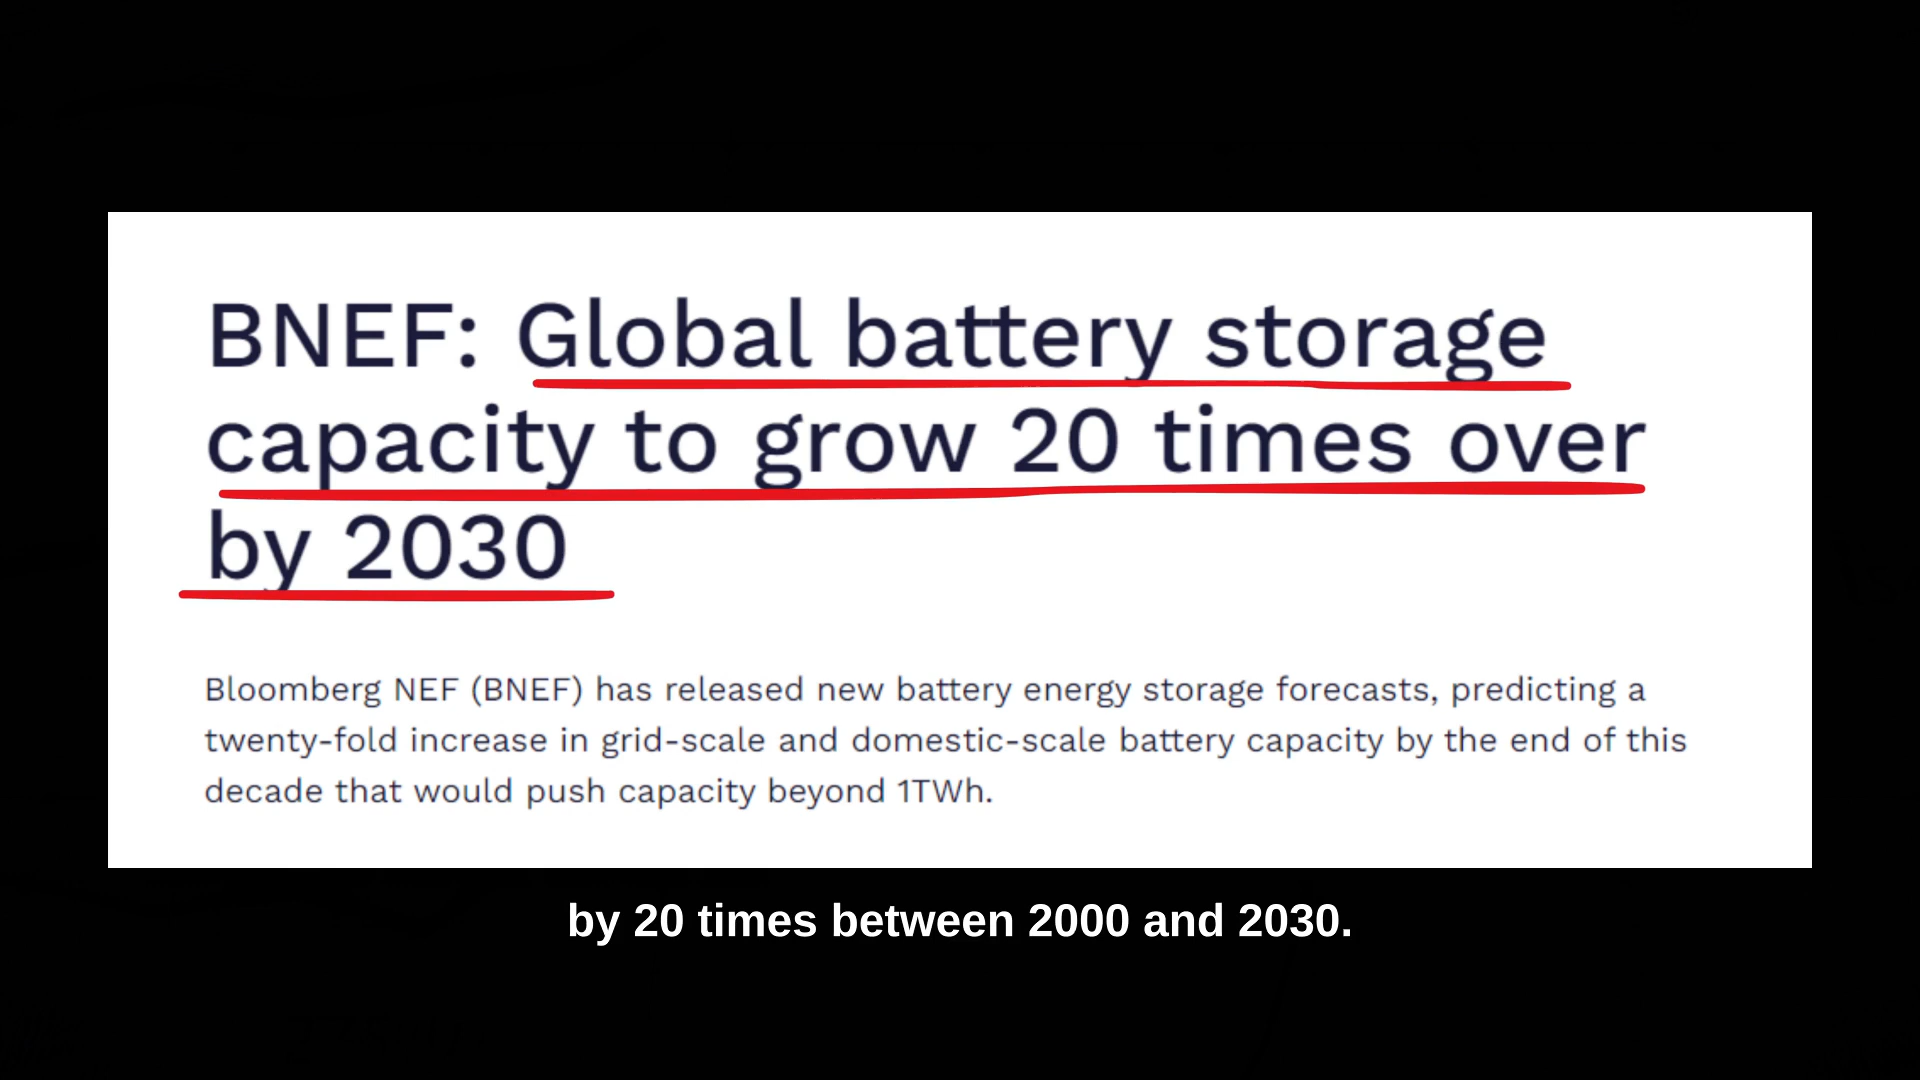 BNEF: Global battery storage
capacity to grow 20 times over
by 2030
Bloomberg NEF (BNEF) has released new battery energy storage forecasts, predicting a
twenty-fold increase in grid-scale and domestic-scale battery capacity by the end of this
decade that would push capacity beyond 1TWh.
by 20 times between 2000 and 2030.